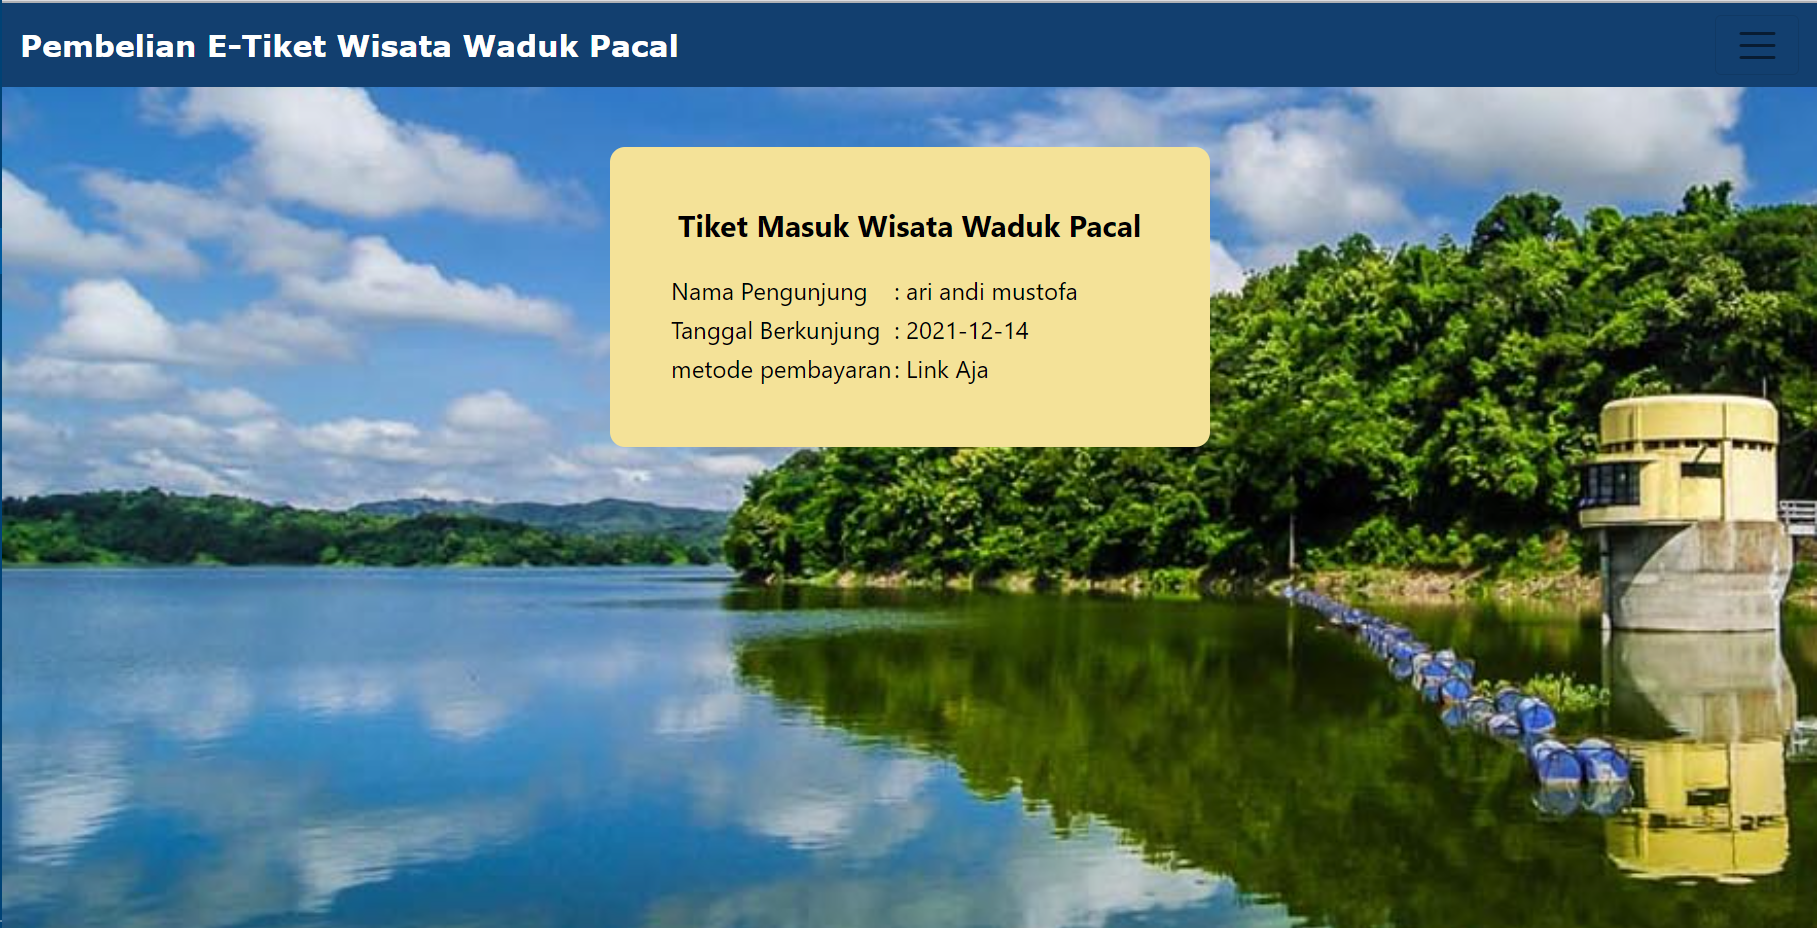 Pembelian E-Tiket Wisata Waduk Pacal
Tiket Masuk Wisata Waduk Pacal
Nama Pengunjung : ari andi mustofa
Tanggal Berkunjung : 2021-12-14
metode pembayaran : Link Aja